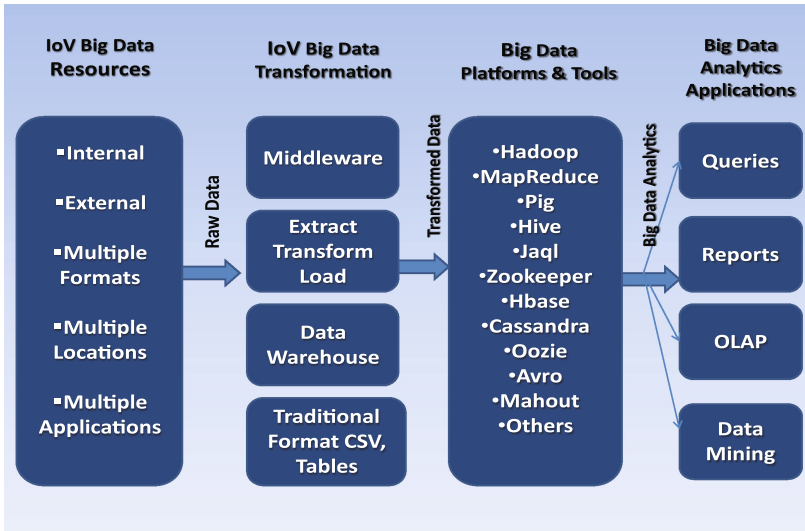 IoV Big Data
Resources
▪Internal
▪External
▪Multiple
Formats
▪Multiple
Locations
▪Multiple
Applications
Raw Data
IoV Big Data
Transformation
Middleware
Extract
Transform
Load
Data
Warehouse
Traditional
Format CSV,
Tables
Transformed Data
Big Data
Platforms & Tools
•Hadoop
•MapReduce
•Pig
•Hive
•Jaql
•Zookeeper
•Hbase
•Cassandra
•Oozie
•Avro
•Mahout
•Others
Big Data Analytics
Big Data
Analytics
Applications
Queries
Reports
OLAP
Data
Mining